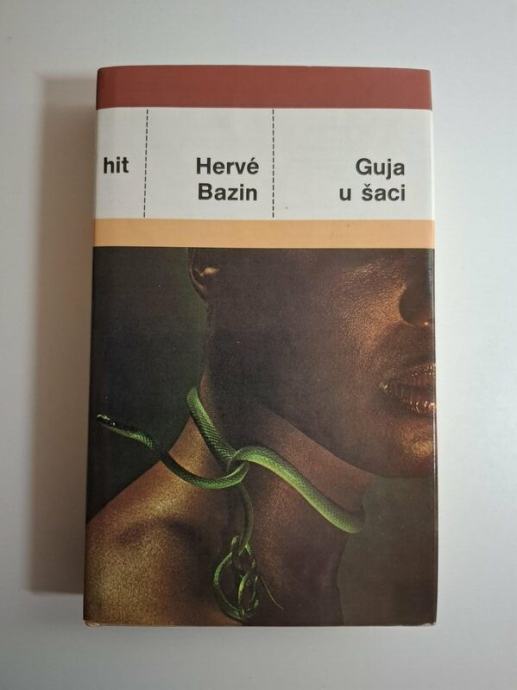 hit
Hervé
Bazin
Guja
u šaci